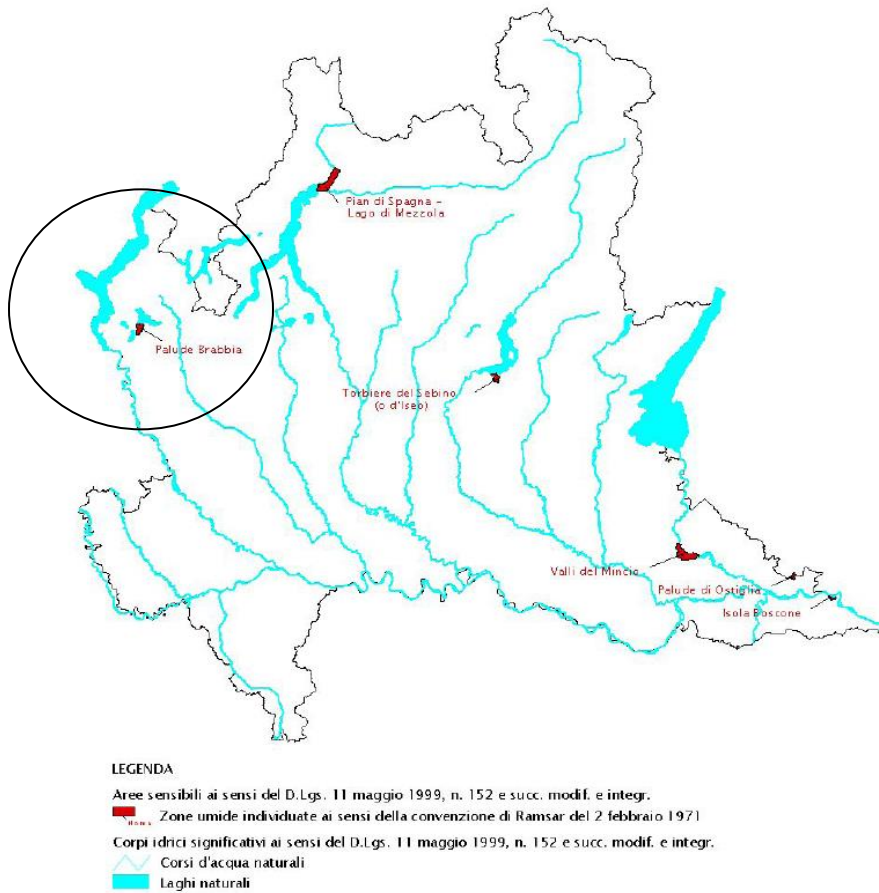 Pian di Spagna -
Lago di Mezzola
Palude Brabbia
Torbiere del Sebino
(o d'Iseo)
Valli del Mincio
Palude di Ostiglia
Isola Boscone
LEGENDA
Aree sensibili ai sensi del D.Lgs. 11 maggio 1999, n. 152 e succ. modif. e integr.
Zone umide individuate ai sensi della convenzione di Ramsar del 2 febbraio 1971
Corpi idrici significativi ai sensi del D.Lgs. 11 maggio 1999, n. 152 e succ. modif. e integr.
Corsi d'acqua naturali
Laghi naturali